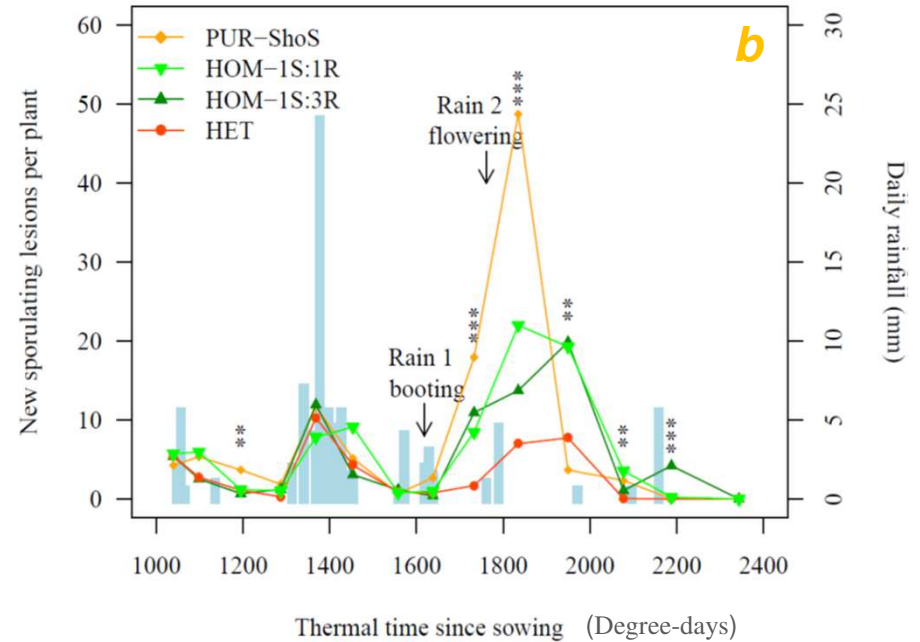 b
PUR−ShoS
HOM−1S:1R
HOM−1S:3R
HET
New sporulating lesions per plant
0
10
20
30
40
50
60
Rain 1
booting
Rain 2
flowering
**
***
***
**
**
***
0
5
10
15
20
25
30
Daily rainfall (mm)
1000 1200 1400 1600 1800 2000 2200 2400
Thermal time since sowing (Degree-days)